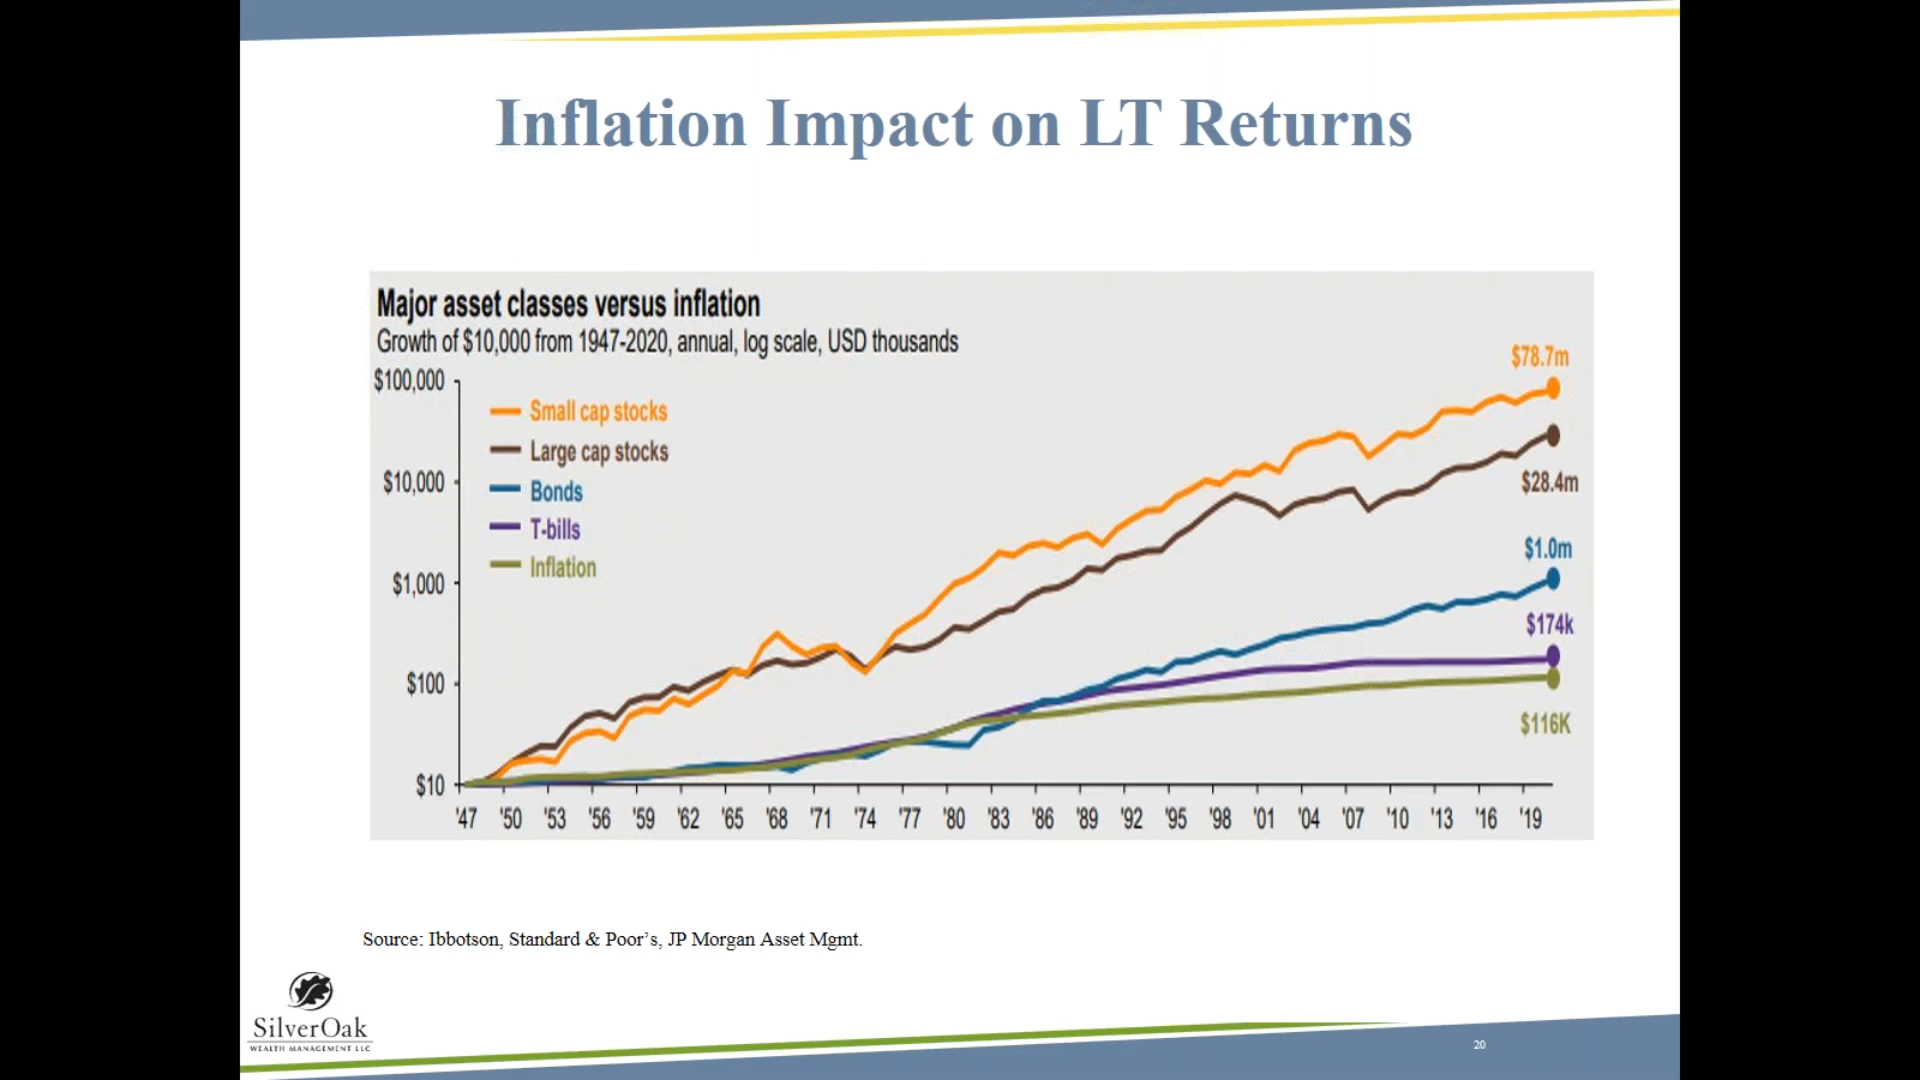 Inflation Impact on LT Returns
Major asset classes versus inflation
Growth of $10,000 from 1947-2020, annual, log scale, USD thousands
$78.7m
$100,000
Small cap stocks
Large cap stocks
$10,000
$28.4m
Bonds
T-bills
$1.0m
Inflation
$1,000
$174k
$100
$116K
$10
'47 '50 '53 '56 '59 '62 '65 '68 '71 '74 '77 '80 '83 '86 '89 '92 '95 '98 '01 '04 '07 '10 '13 '16 '19
Source: Ibbotson, Standard & Poor’s, JP Morgan Asset Mgmt.
SilverOak
WEALTH MANAGEMENT LLC
20